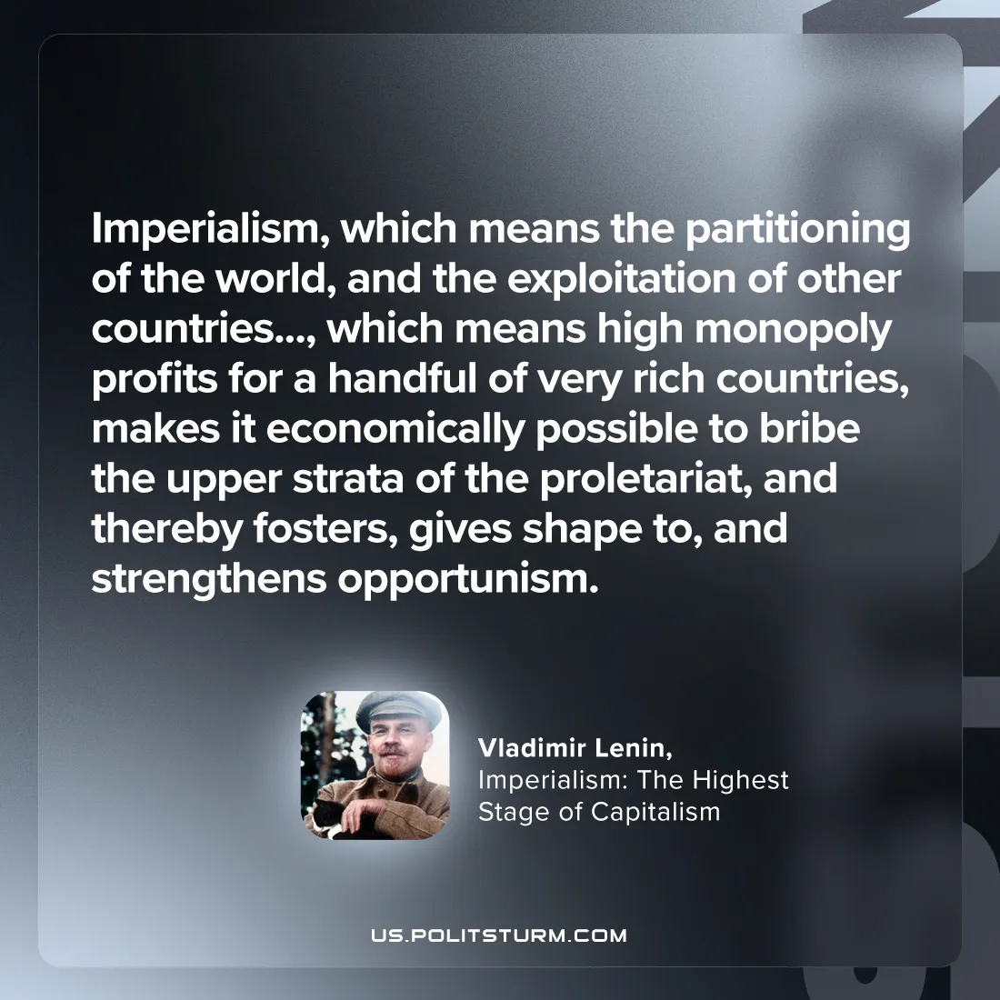 Imperialism, which means the partitioning
of the world, and the exploitation of other
countries..., which means high monopoly
profits for a handful of very rich countries,
makes it economically possible to bribe
the upper strata of the proletariat, and
thereby fosters, gives shape to, and
strengthens opportunism.
Vladimir Lenin,
Imperialism: The Highest
Stage of Capitalism
US.POLITSTURM.COM